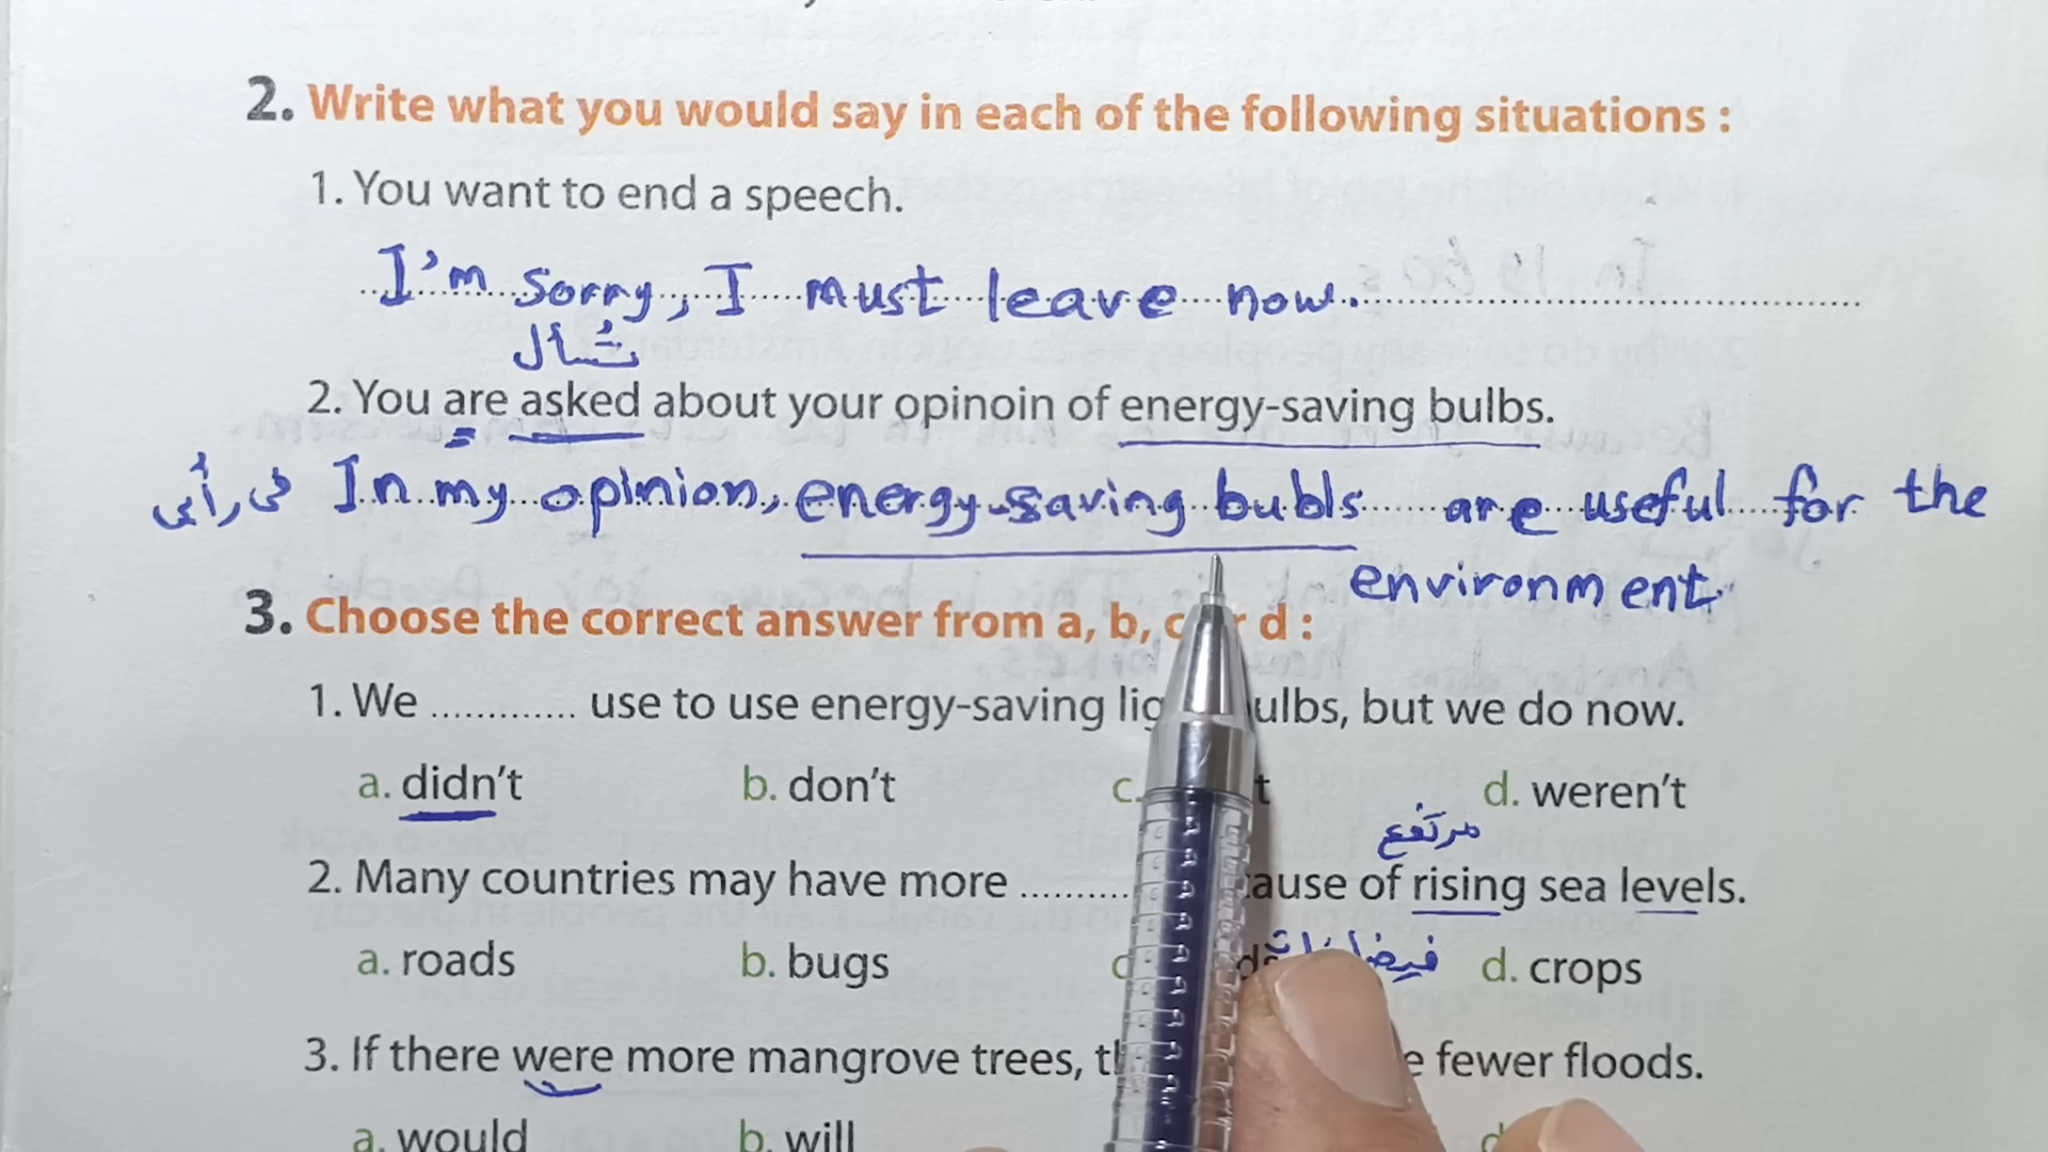 2. Write what you would say in each of the following situations :
1. You want to end a speech.
I'm sorry, I must leave now.
تُسأل
2. You are asked about your opinoin of energy-saving bulbs.
فى رأيى In my opinion, energy-saving bubls are useful for the
environment.
3. Choose the correct answer from a, b, c d :
1. We ............. use to use energy-saving ulbs, but we do now.
a. didn't b. don't c. d. weren't
مرتفع
2. Many countries may have more .......... of rising sea levels.
a. roads b. bugs d. crops
3. If there were more mangrove trees, fewer floods.
a. would b. will